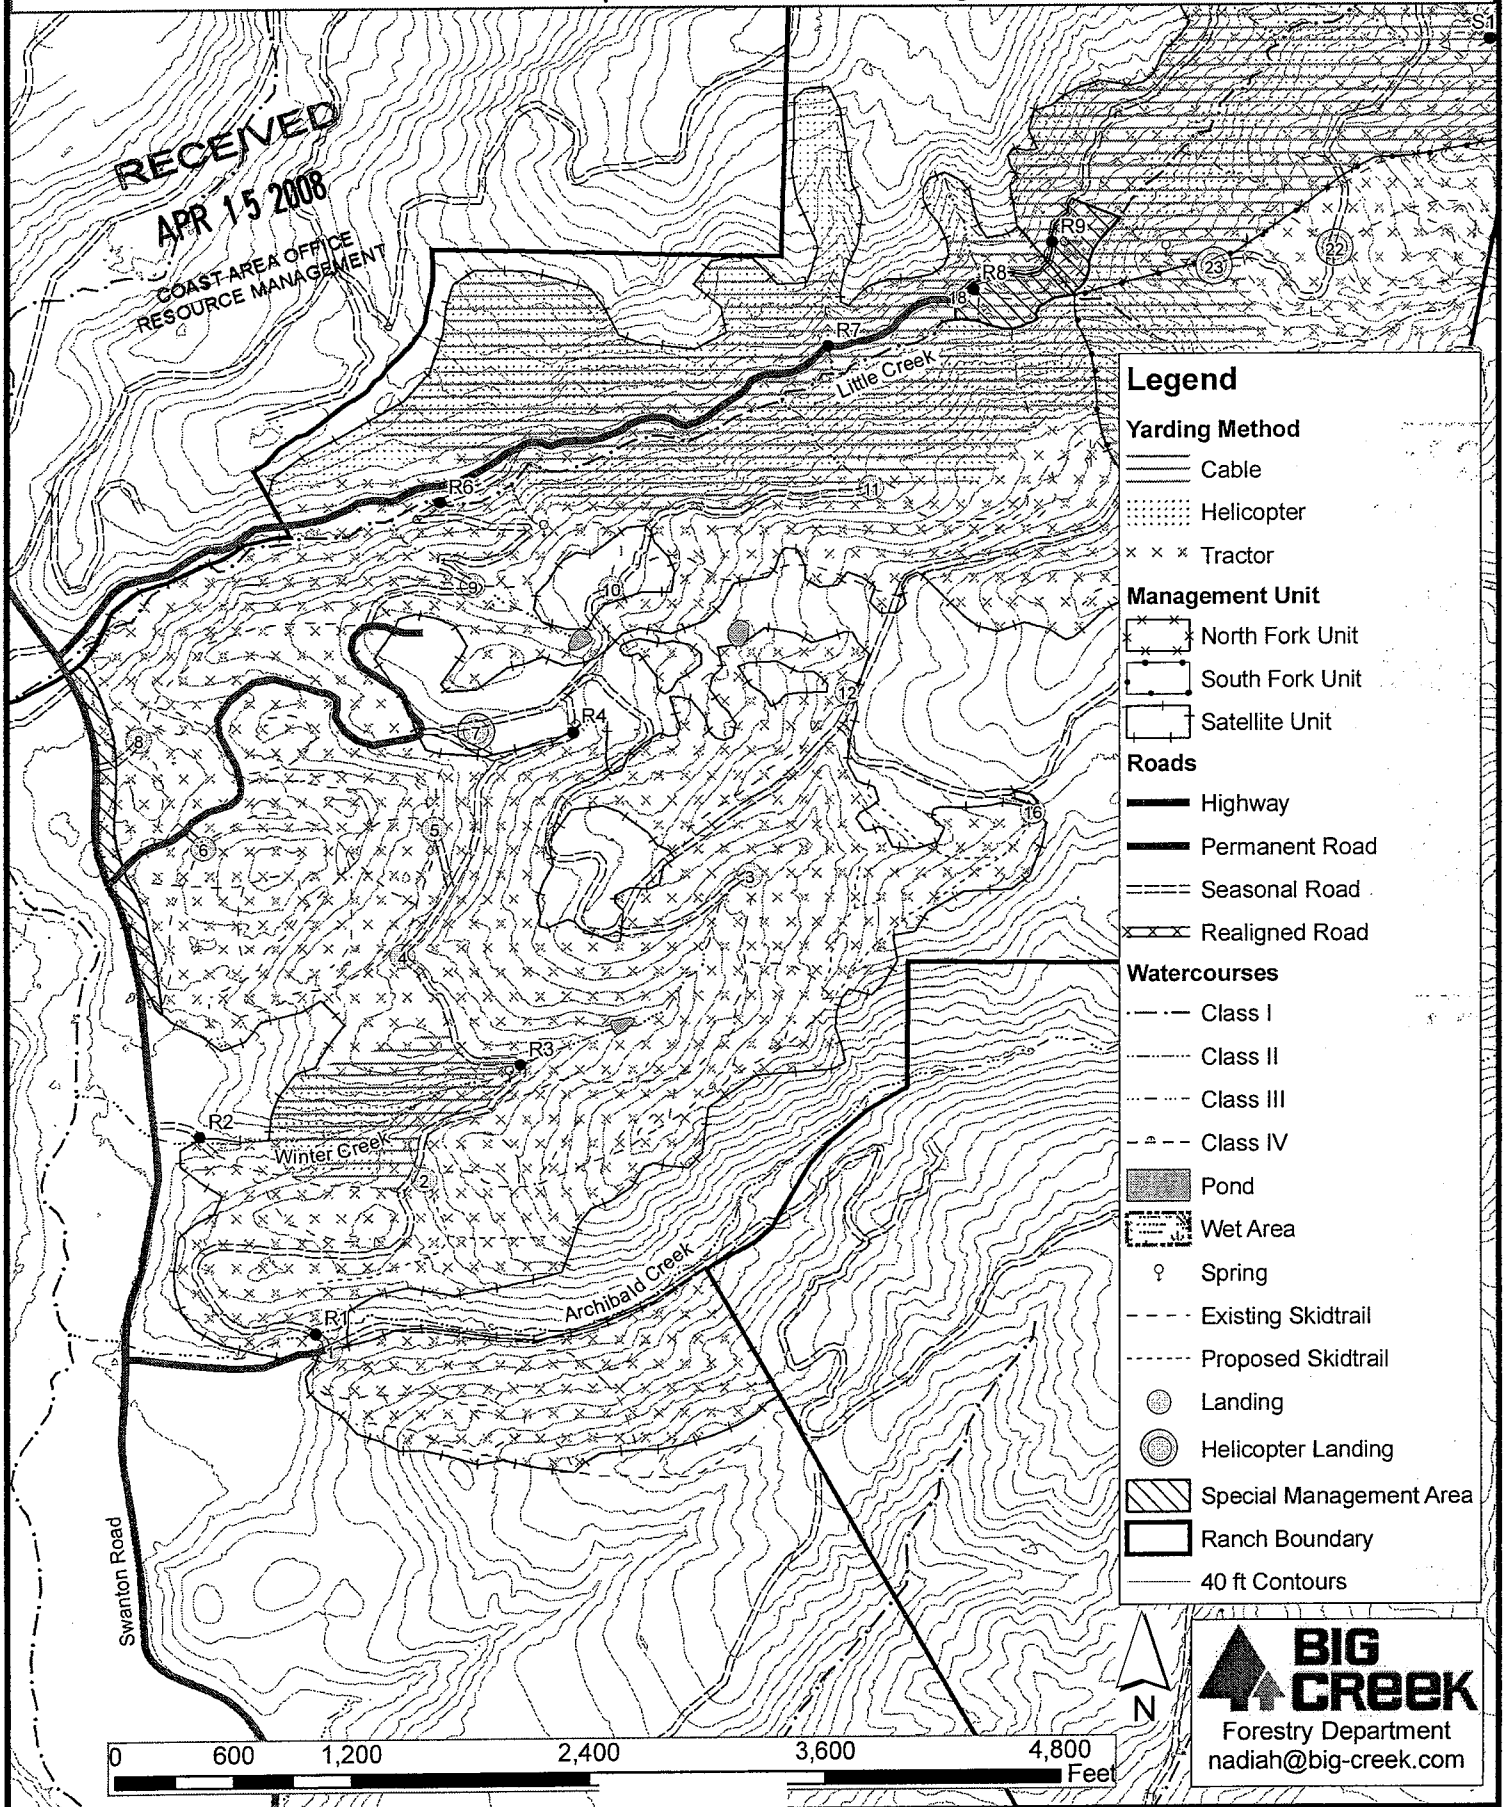 S1
RECEIVED
APR 15 2008
COAST AREA OFFICE
RESOURCE MANAGEMENT
R9
R8
18
23
22
R7
Little Creek
R6
11
9
10
12
R4
7
8
16
5
6
3
4
R3
R2
Winter Creek
2
Archibald Creek
R1
1
Swanton Road
Legend
Yarding Method
Cable
Helicopter
Tractor
Management Unit
North Fork Unit
South Fork Unit
Satellite Unit
Roads
Highway
Permanent Road
Seasonal Road
Realigned Road
Watercourses
Class I
Class II
Class III
Class IV
Pond
Wet Area
Spring
Existing Skidtrail
Proposed Skidtrail
Landing
Helicopter Landing
Special Management Area
Ranch Boundary
40 ft Contours
N
BIG
CREEK
Forestry Department
nadiah@big-creek.com
0 600 1,200 2,400 3,600 4,800
Feet